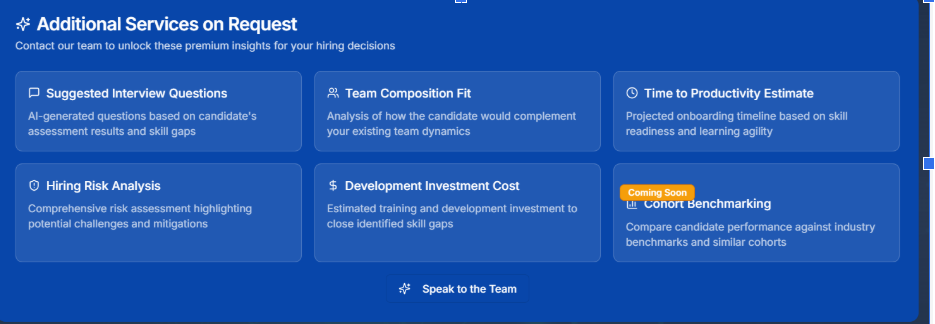 Additional Services on Request
Contact our team to unlock these premium insights for your hiring decisions
Suggested Interview Questions
AI-generated questions based on candidate's
assessment results and skill gaps
Team Composition Fit
Analysis of how the candidate would complement
your existing team dynamics
Time to Productivity Estimate
Projected onboarding timeline based on skill
readiness and learning agility
Hiring Risk Analysis
Comprehensive risk assessment highlighting
potential challenges and mitigations
Development Investment Cost
Estimated training and development investment to
close identified skill gaps
Coming Soon
Cohort Benchmarking
Compare candidate performance against industry
benchmarks and similar cohorts
Speak to the Team